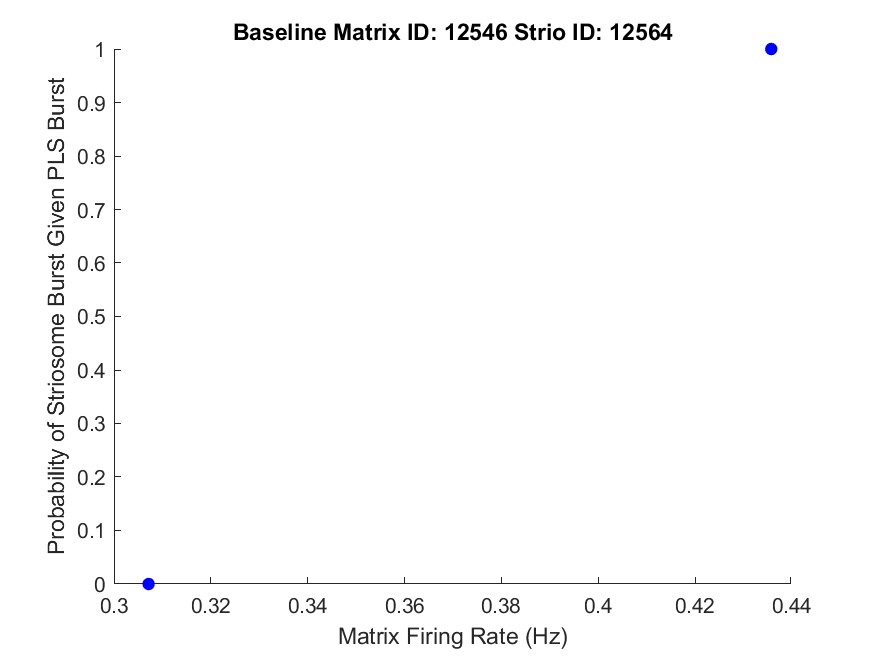 Baseline Matrix ID: 12546 Strio ID: 12564
Probability of Striosome Burst Given PLS Burst
1
0.9
0.8
0.7
0.6
0.5
0.4
0.3
0.2
0.1
0
0.3 0.32 0.34 0.36 0.38 0.4 0.42 0.44
Matrix Firing Rate (Hz)